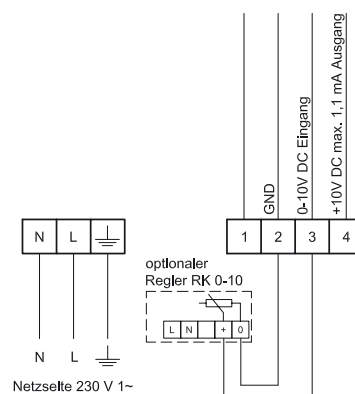 GND
0-10V DC Eingang
+10V DC max. 1,1 mA Ausgang
N L
1 2 3 4
optionaler
Regler RK 0-10
L N + 0
N L
Netzseite 230 V 1~